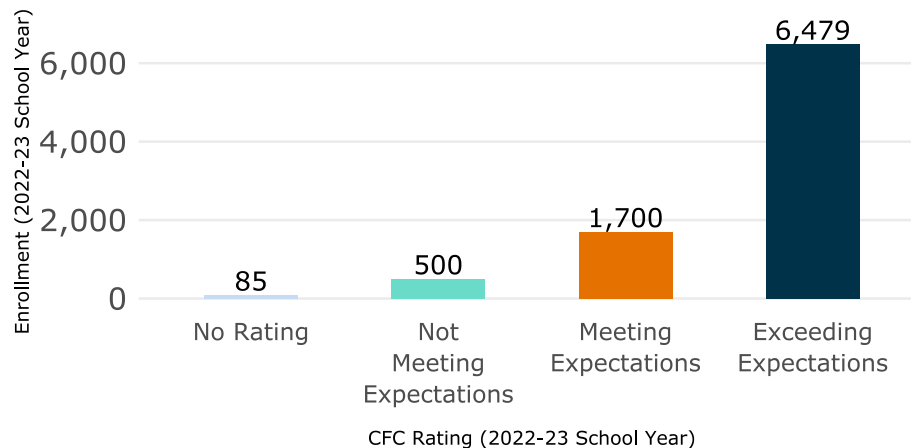 Enrollment (2022-23 School Year)
6,000
4,000
2,000
0
85
500
1,700
6,479
No Rating
Not
Meeting
Expectations
Meeting
Expectations
Exceeding
Expectations
CFC Rating (2022-23 School Year)